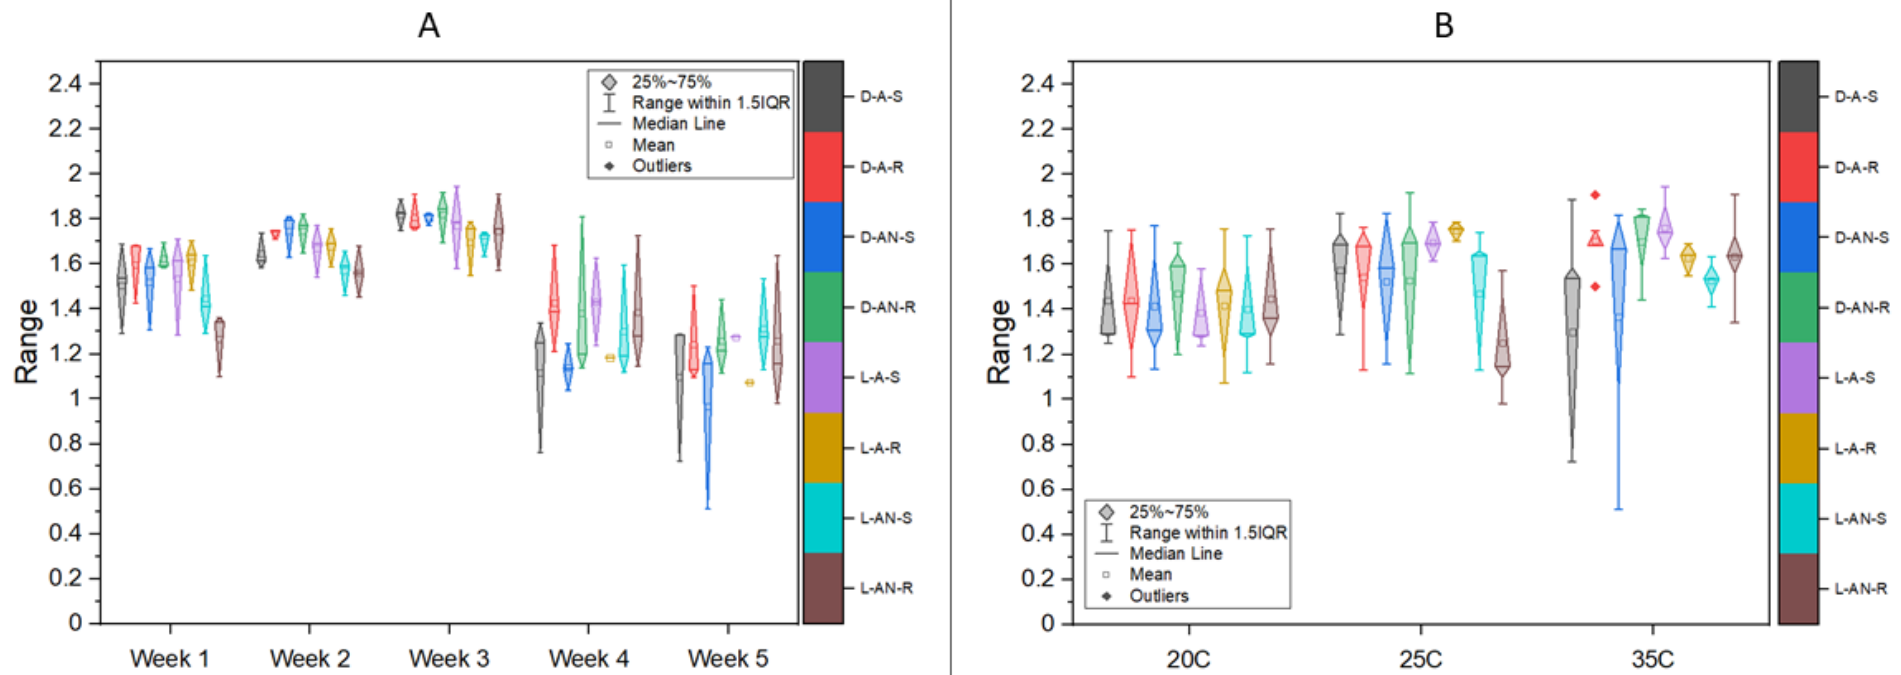 A
Range
2.4
2.2
2
1.8
1.6
1.4
1.2
1
0.8
0.6
0.4
0.2
0
25%~75%
Range within 1.5IQR
Median Line
Mean
Outliers
Week 1 Week 2 Week 3 Week 4 Week 5
D-A-S
D-A-R
D-AN-S
D-AN-R
L-A-S
L-A-R
L-AN-S
L-AN-R
B
Range
2.4
2.2
2
1.8
1.6
1.4
1.2
1
0.8
0.6
0.4
0.2
0
25%~75%
Range within 1.5IQR
Median Line
Mean
Outliers
20C 25C 35C
D-A-S
D-A-R
D-AN-S
D-AN-R
L-A-S
L-A-R
L-AN-S
L-AN-R